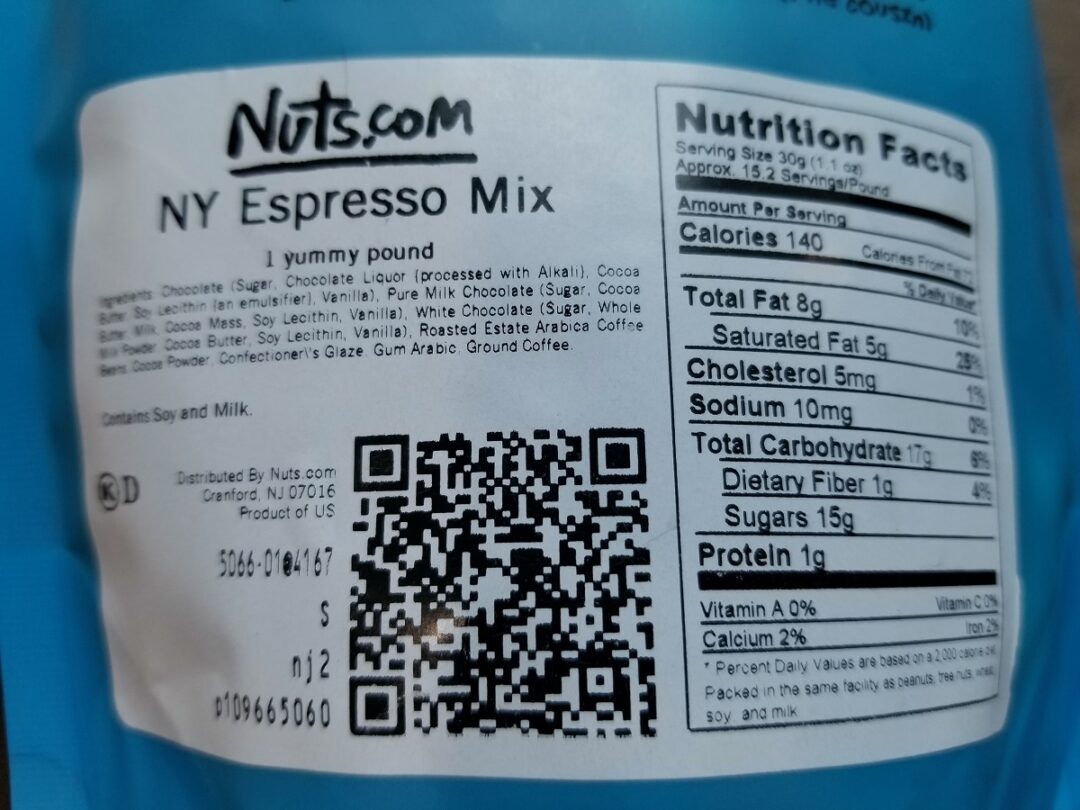 COUSIN)
Nuts.com
NY Espresso Mix
1 yummy pound
Ingredients: Chocolate (Sugar, Chocolate Liquor {processed with Alkali}, Cocoa
Butter, Soy Lecithin {an emulsifier}, Vanilla), Pure Milk Chocolate (Sugar, Cocoa
Butter, Milk, Cocoa Mass, Soy Lecithin, Vanilla), White Chocolate (Sugar, Whole
Milk Powder, Cocoa Butter, Soy Lecithin, Vanilla), Roasted Estate Arabica Coffee
Beans, Cocoa Powder, Confectioner\'s Glaze, Gum Arabic, Ground Coffee.
Contains Soy and Milk.
K D
Distributed By Nuts.com
Cranford, NJ 07016
Product of US
5066-01@4167
S
nj2
p109665060
Nutrition Facts
Serving Size 30g (1.1 oz)
Approx. 15.2 Servings/Pound
Amount Per Serving
Calories 140 Calories From Fat 72
% Daily Value*
Total Fat 8g 10%
Saturated Fat 5g 25%
Cholesterol 5mg 1%
Sodium 10mg 0%
Total Carbohydrate 17g 6%
Dietary Fiber 1g 4%
Sugars 15g
Protein 1g
Vitamin A 0% Vitamin C 0%
Calcium 2% Iron 2%
* Percent Daily Values are based on a 2,000 calorie diet
Packed in the same facility as peanuts, tree nuts, wheat,
soy, and milk